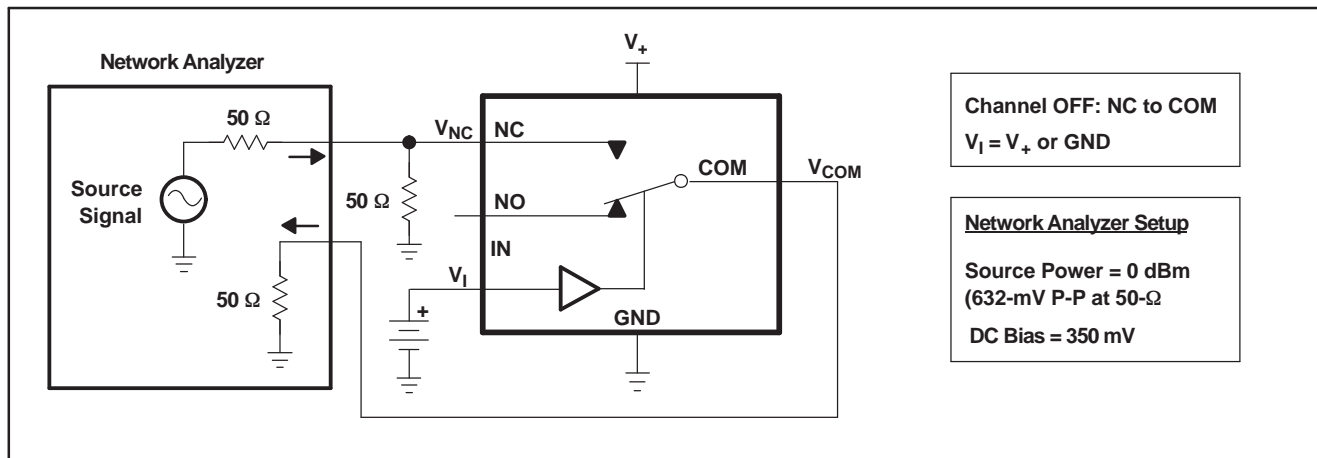 V+
Network Analyzer
50 Ω
Source
Signal
50 Ω
VNC
50 Ω
VI
+
NC
NO
IN
COM
GND
VCOM
Channel OFF: NC to COM
VI = V+ or GND
Network Analyzer Setup
Source Power = 0 dBm
(632-mV P-P at 50-Ω
DC Bias = 350 mV